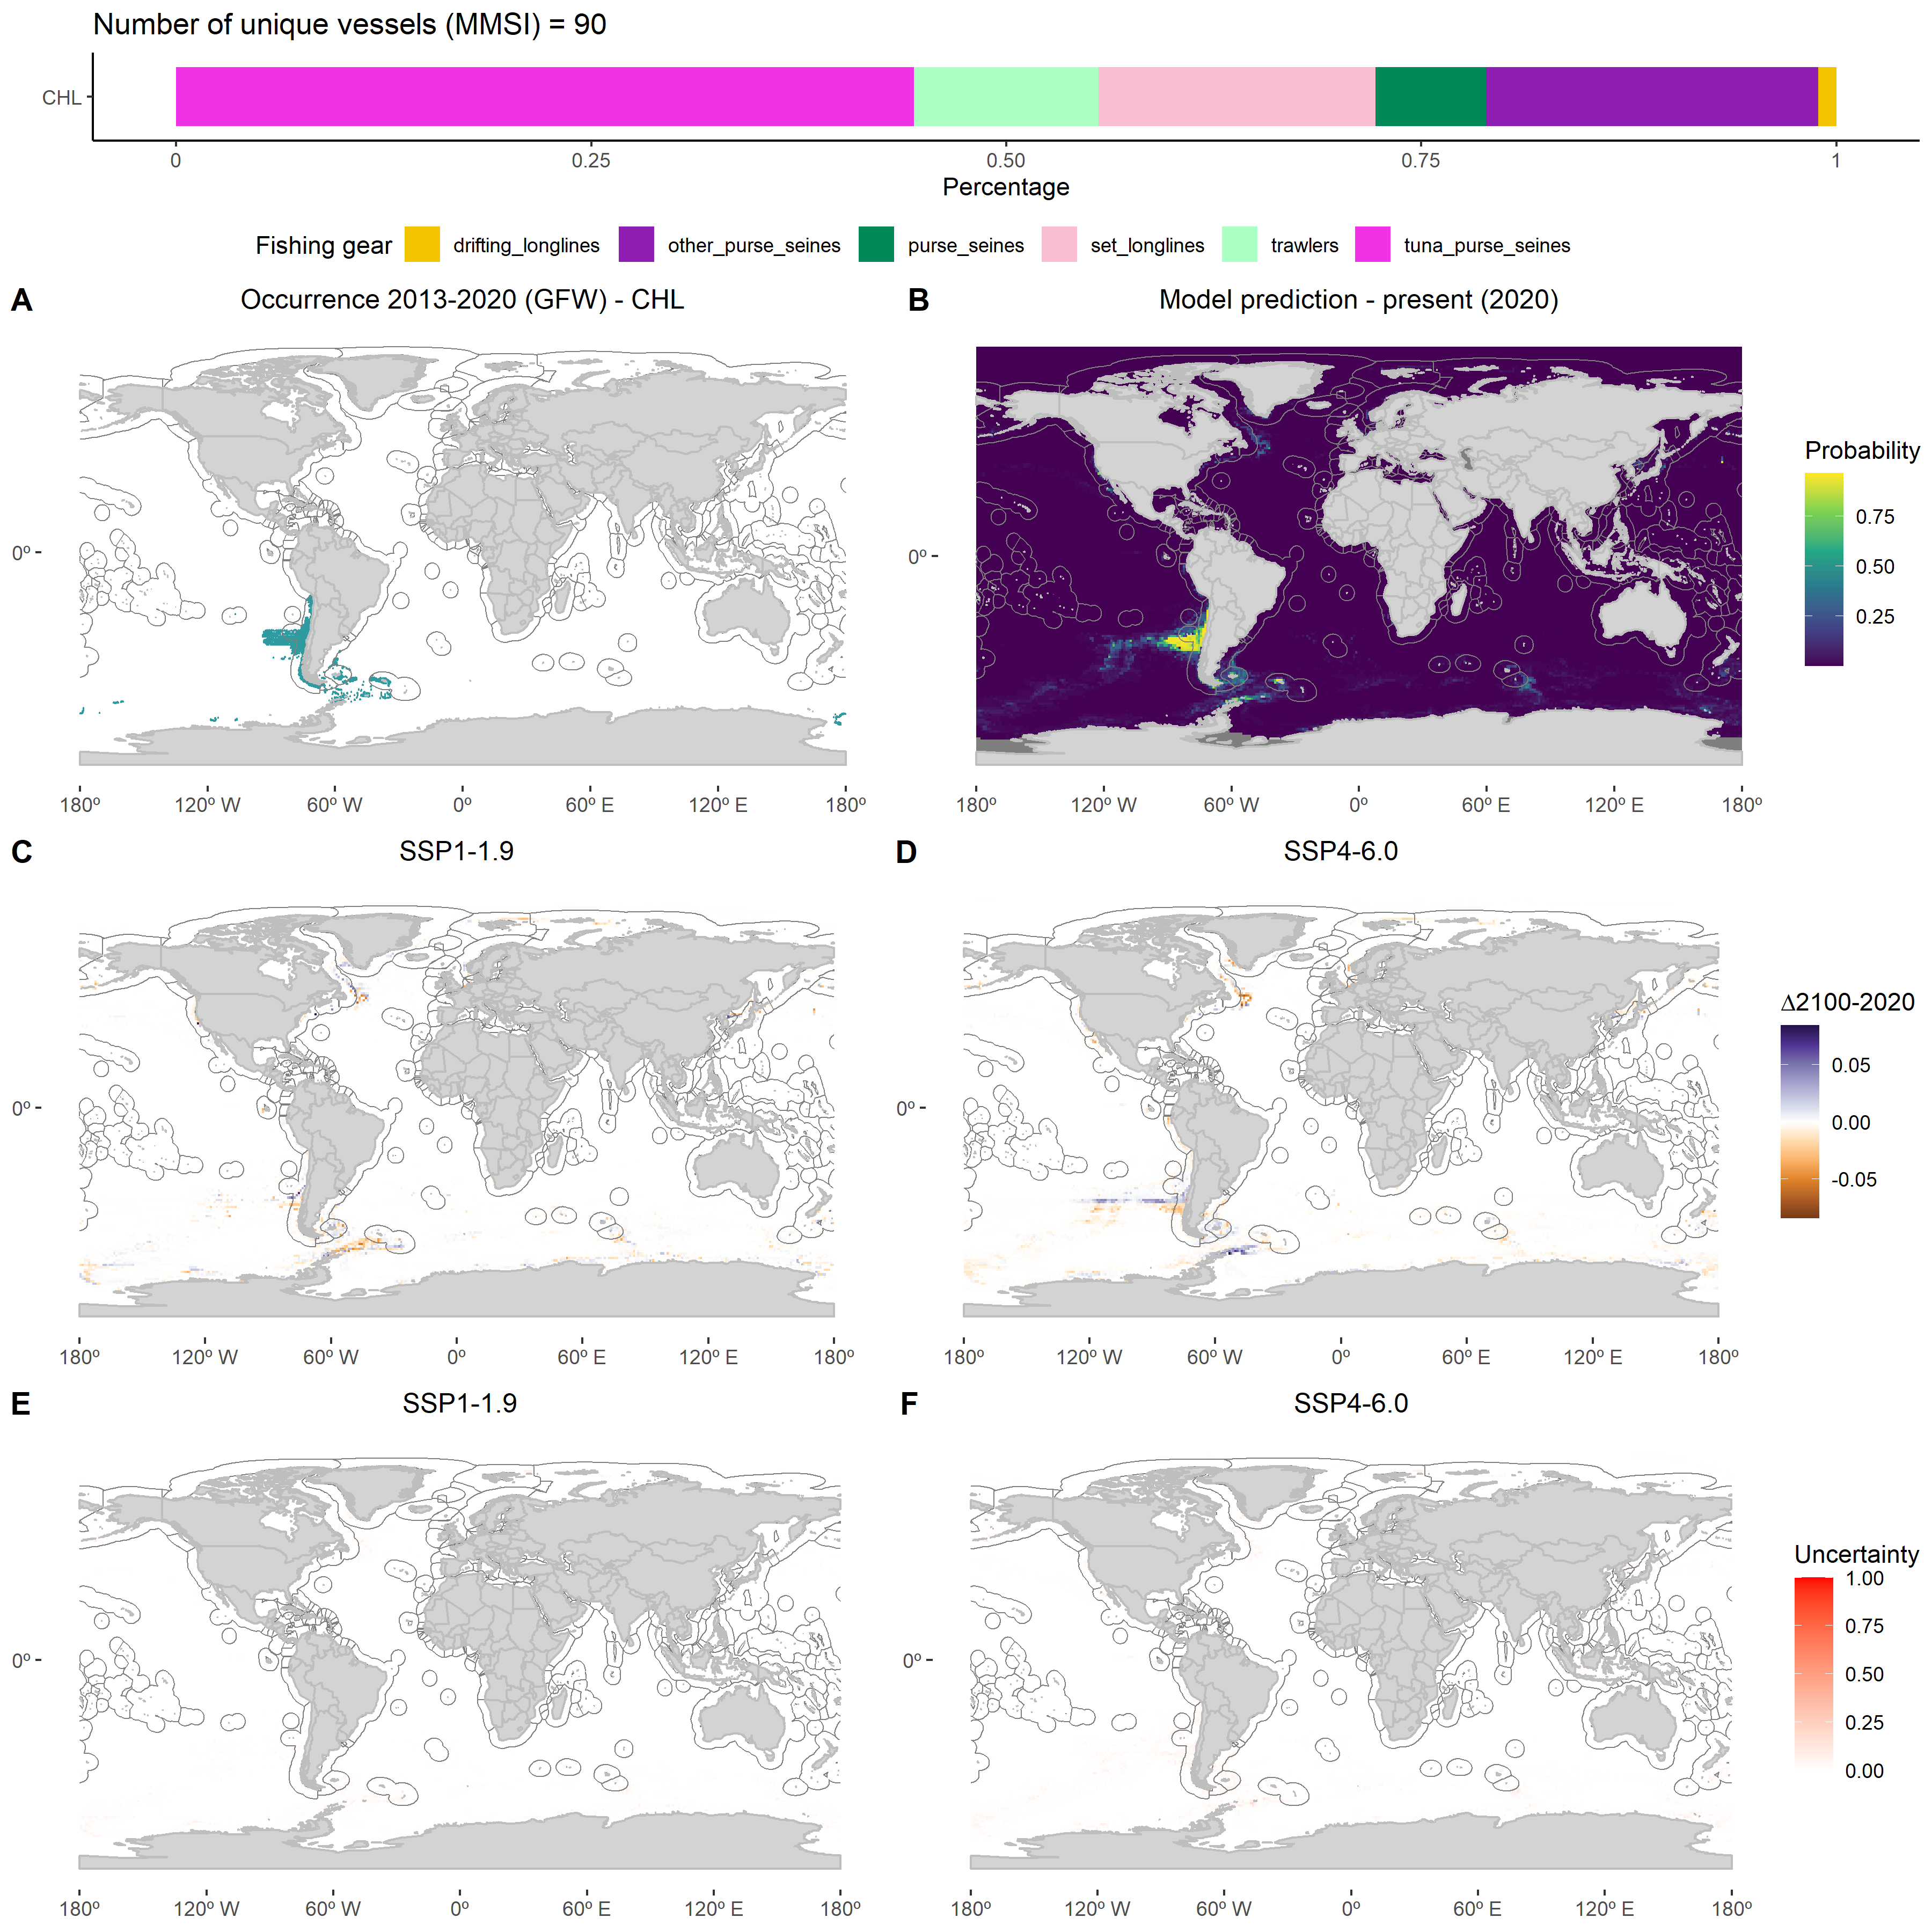 Number of unique vessels (MMSI) = 90
CHL
0 0.25 0.50 0.75 1
Percentage
Fishing gear drifting_longlines other_purse_seines purse_seines set_longlines trawlers tuna_purse_seines
A Occurrence 2013-2020 (GFW) - CHL
0º
180º 120º W 60º W 0º 60º E 120º E 180º
B Model prediction - present (2020)
0º
180º 120º W 60º W 0º 60º E 120º E 180º
Probability
0.75
0.50
0.25
C SSP1-1.9
0º
180º 120º W 60º W 0º 60º E 120º E 180º
D SSP4-6.0
0º
180º 120º W 60º W 0º 60º E 120º E 180º
Δ2100-2020
0.05
0.00
-0.05
E SSP1-1.9
0º
180º 120º W 60º W 0º 60º E 120º E 180º
F SSP4-6.0
0º
180º 120º W 60º W 0º 60º E 120º E 180º
Uncertainty
1.00
0.75
0.50
0.25
0.00